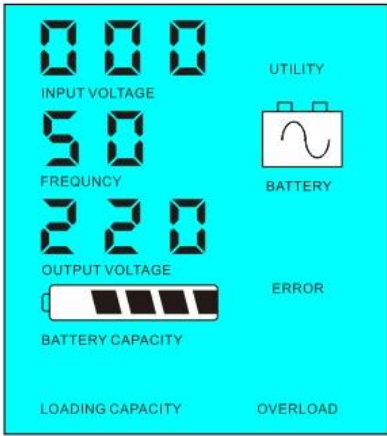 000
UTILITY
INPUT VOLTAGE
50
FREQUNCY
BATTERY
220
OUTPUT VOLTAGE
ERROR
BATTERY CAPACITY
LOADING CAPACITY
OVERLOAD